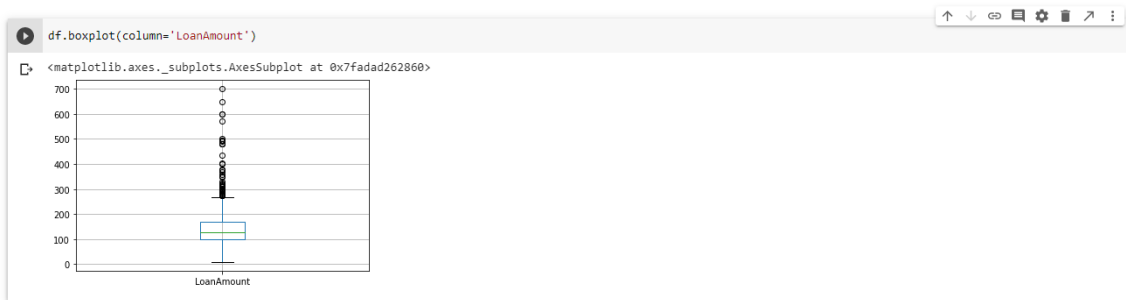 df.boxplot(column='LoanAmount')
<matplotlib.axes._subplots.AxesSubplot at 0x7fadad262860>
700
600
500
400
300
200
100
0
LoanAmount